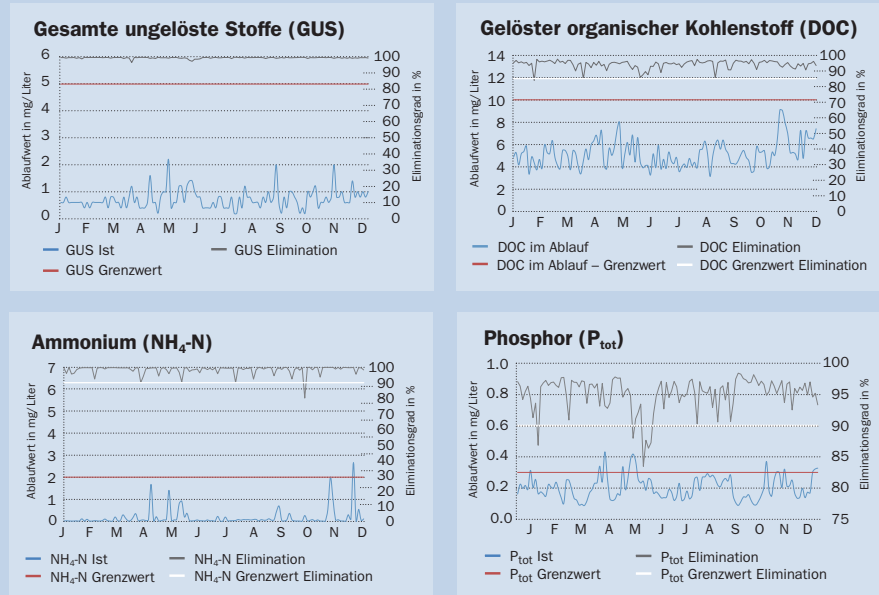 Gesamte ungelöste Stoffe (GUS)
Ablaufwert in mg/Liter
6
5
4
3
2
1
0
100
90
80
70
60
50
40
30
20
10
0
Eliminationsgrad in %
J F M A M J J A S O N D
GUS Ist
GUS Elimination
GUS Grenzwert
Gelöster organischer Kohlenstoff (DOC)
Ablaufwert in mg/Liter
14
12
10
8
6
4
2
0
100
90
80
70
60
50
40
30
20
10
0
Eliminationsgrad in %
J F M A M J J A S O N D
DOC im Ablauf
DOC Elimination
DOC im Ablauf – Grenzwert
DOC Grenzwert Elimination
Ammonium (NH₄-N)
Ablaufwert in mg/Liter
7
6
5
4
3
2
1
0
100
90
80
70
60
50
40
30
20
10
0
Eliminationsgrad in %
J F M A M J J A S O N D
NH₄-N Ist
NH₄-N Elimination
NH₄-N Grenzwert
NH₄-N Grenzwert Elimination
Phosphor (Ptot)
Ablaufwert in mg/Liter
1.0
0.8
0.6
0.4
0.2
0.0
100
95
90
85
80
75
Eliminationsgrad in %
J F M A M J J A S O N D
Ptot Ist
Ptot Elimination
Ptot Grenzwert
Ptot Grenzwert Elimination